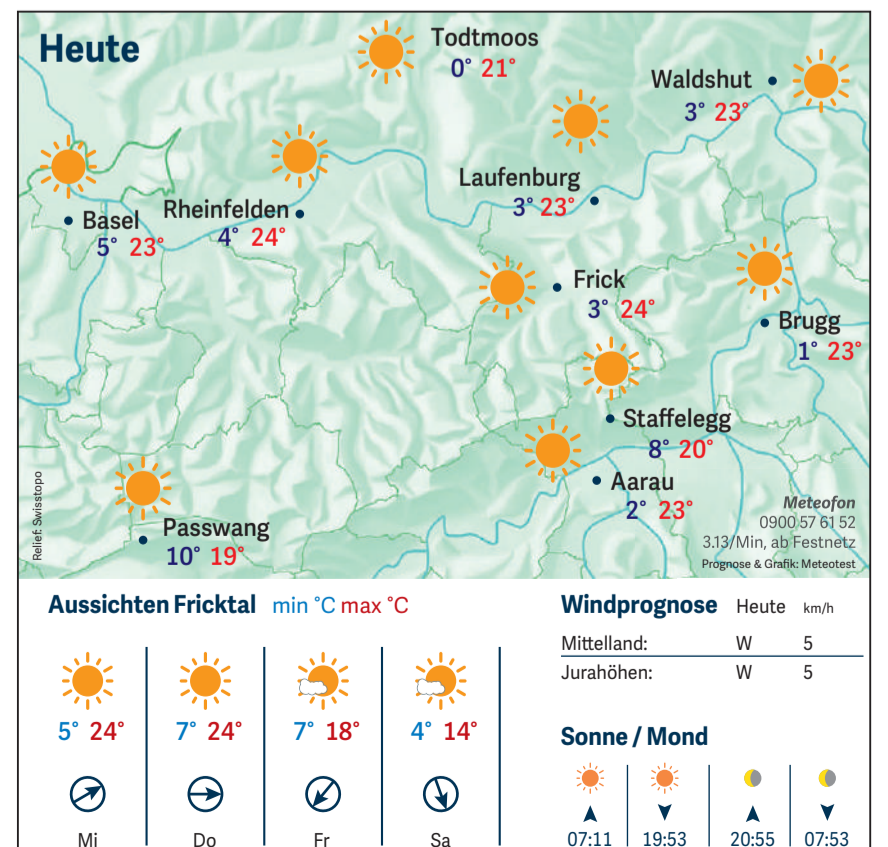 Heute
Todtmoos
0° 21°
Waldshut
3° 23°
Laufenburg
3° 23°
Basel
5° 23°
Rheinfelden
4° 24°
Frick
3° 24°
Brugg
1° 23°
Staffelegg
8° 20°
Aarau
2° 23°
Passwang
10° 19°
Relief: Swisstopo
Meteofon
0900 57 61 52
3.13/Min, ab Festnetz
Prognose & Grafik: Meteotest
Aussichten Fricktal min °C max °C
5° 24° 7° 24° 7° 18° 4° 14°
Mi Do Fr Sa
Windprognose Heute km/h
Mittelland: W 5
Jurahöhen: W 5
Sonne / Mond
07:11 19:53 20:55 07:53